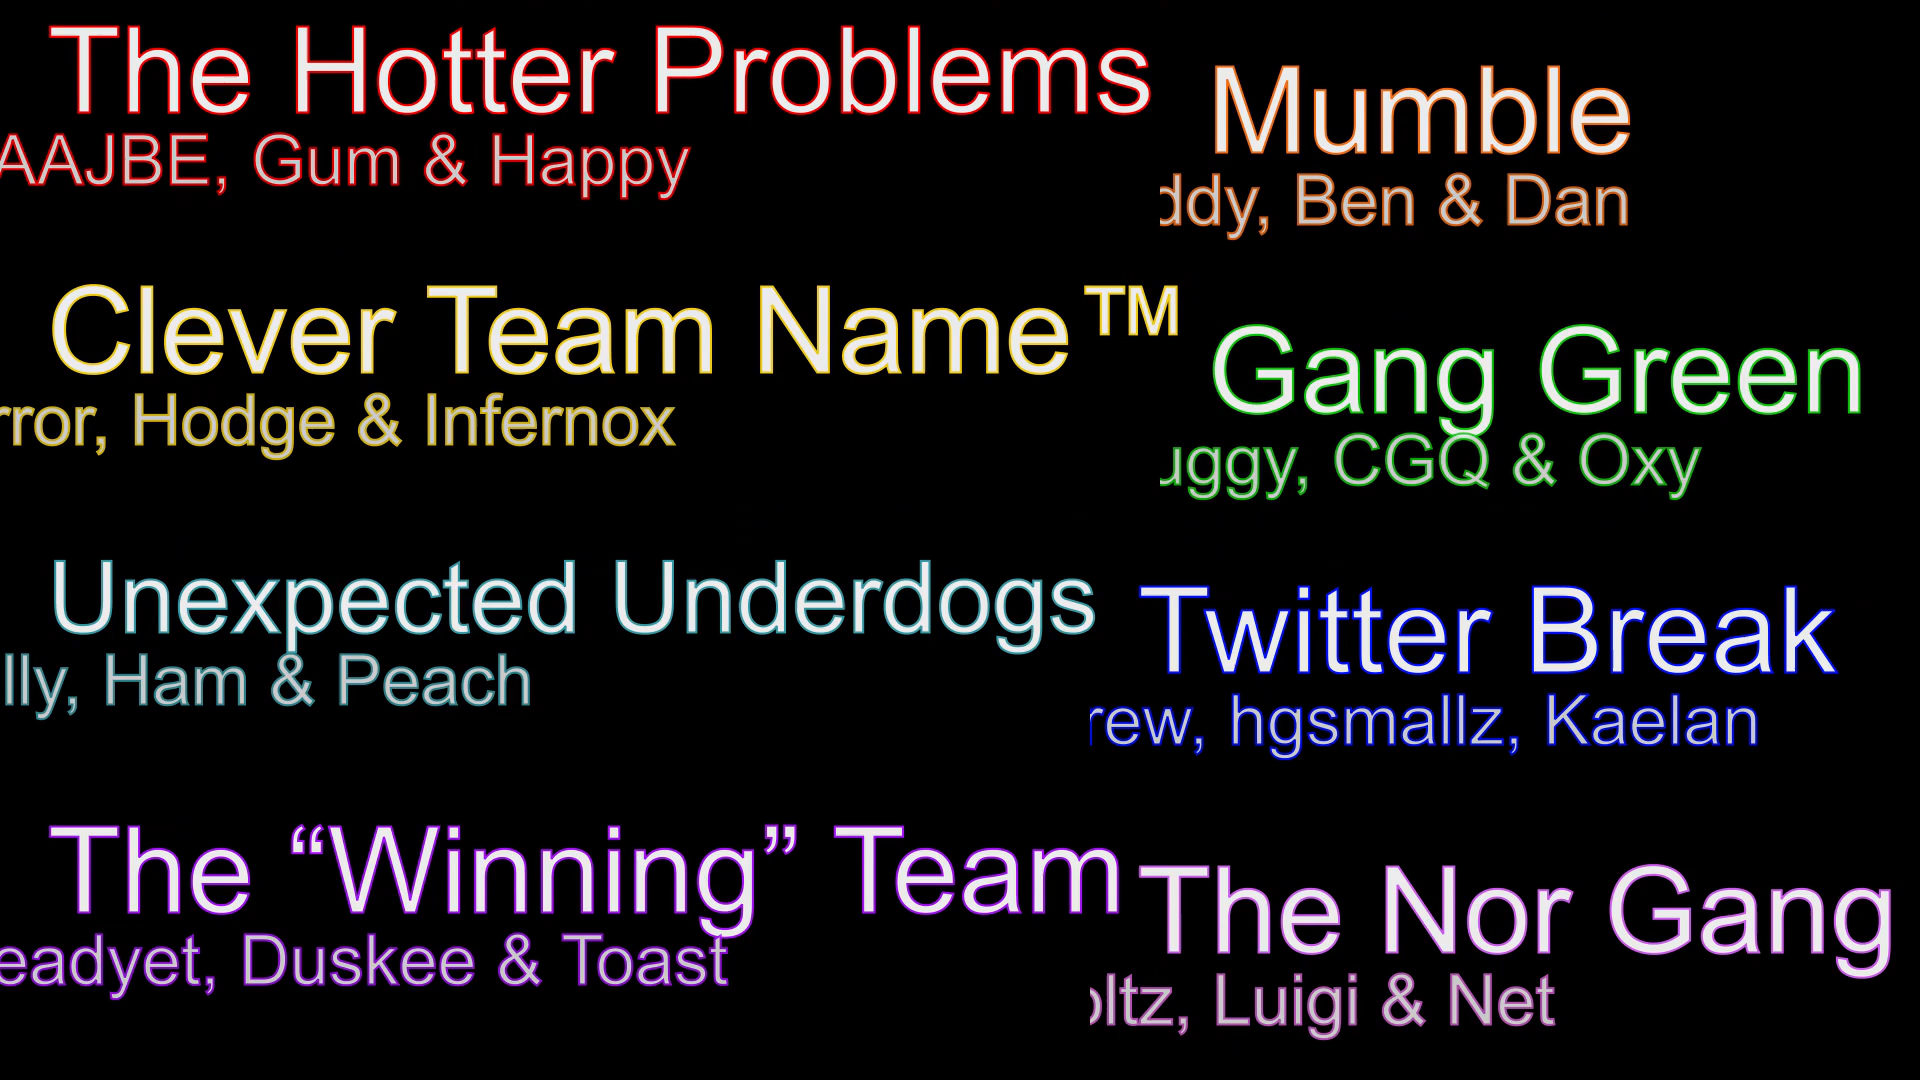 The Hotter Problems
AAJBE, Gum & Happy
Mumble
ddy, Ben & Dan
Clever Team Name™
rror, Hodge & Infernox
Gang Green
uggy, CGQ & Oxy
Unexpected Underdogs
lly, Ham & Peach
Twitter Break
rew, hgsmallz, Kaelan
The “Winning” Team
eadyet, Duskee & Toast
The Nor Gang
oltz, Luigi & Net